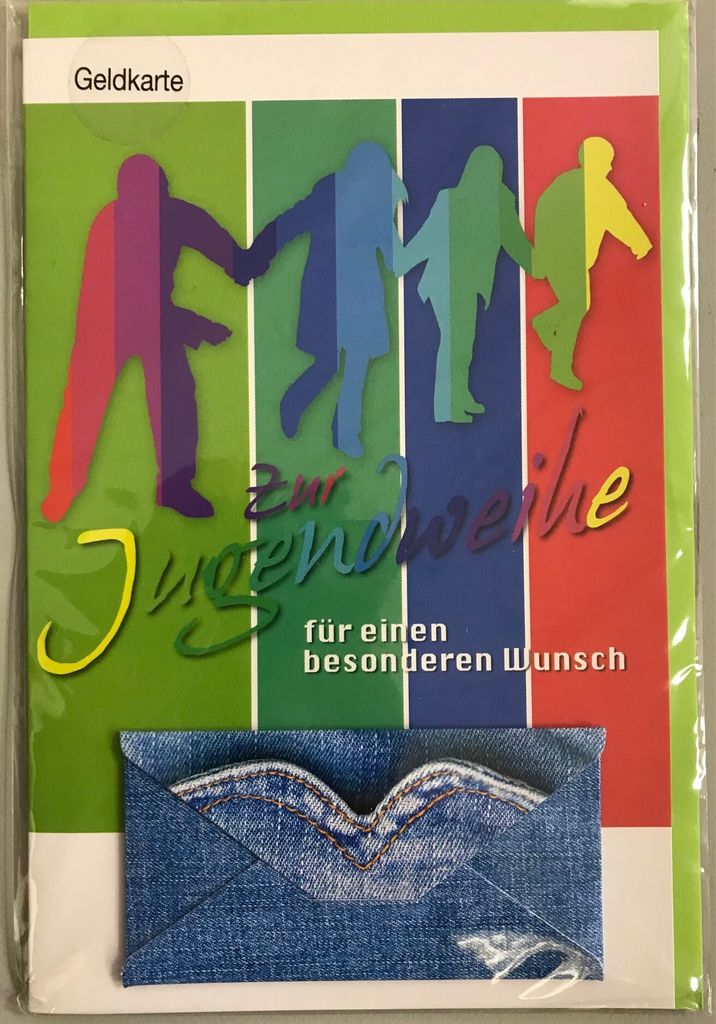 Geldkarte
zur
Jugendweihe
für einen
besonderen Wunsch